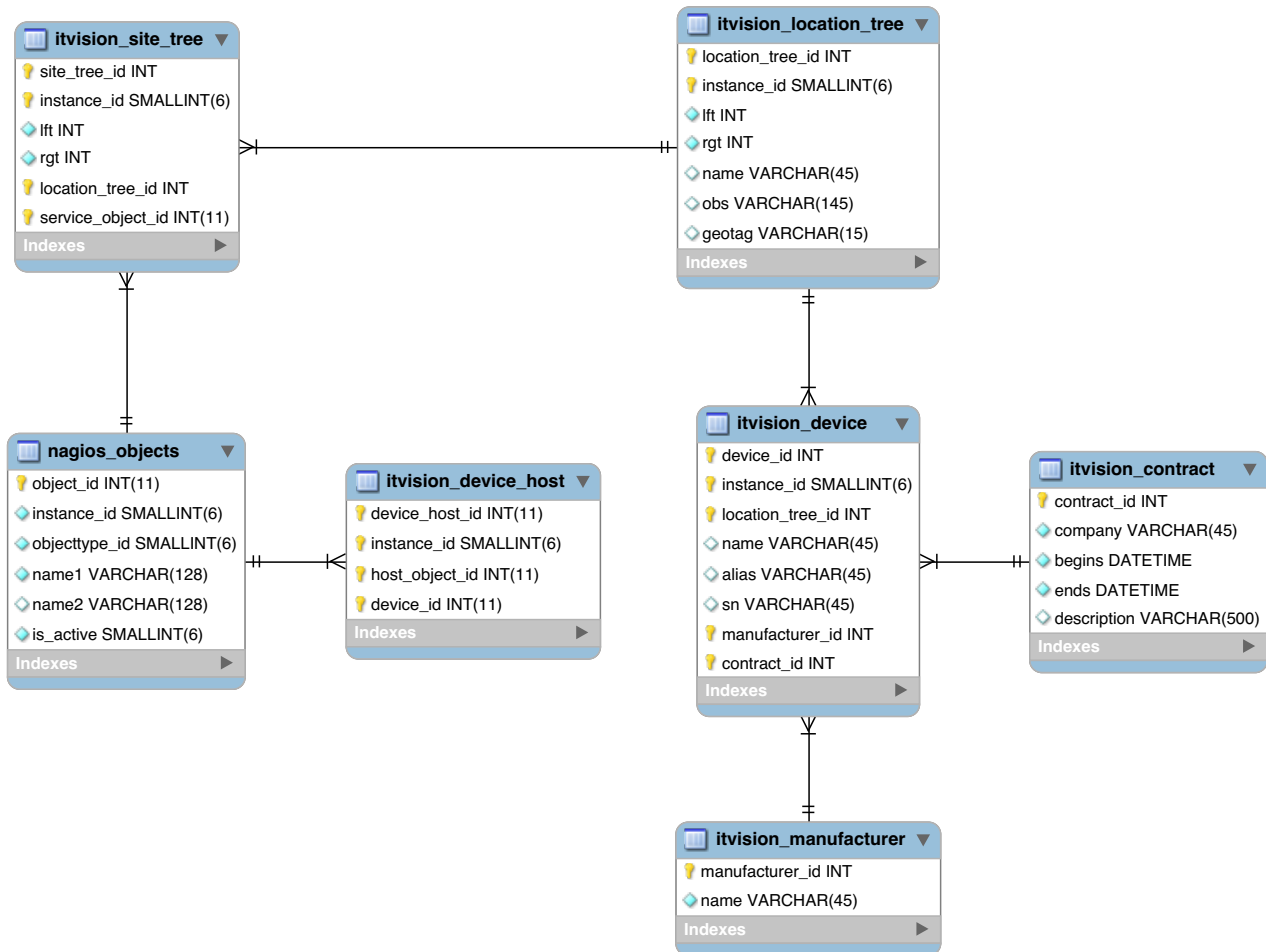 itvision_site_tree
site_tree_id INT
instance_id SMALLINT(6)
lft INT
rgt INT
location_tree_id INT
service_object_id INT(11)
Indexes
itvision_location_tree
location_tree_id INT
instance_id SMALLINT(6)
lft INT
rgt INT
name VARCHAR(45)
obs VARCHAR(145)
geotag VARCHAR(15)
Indexes
nagios_objects
object_id INT(11)
instance_id SMALLINT(6)
objecttype_id SMALLINT(6)
name1 VARCHAR(128)
name2 VARCHAR(128)
is_active SMALLINT(6)
Indexes
itvision_device_host
device_host_id INT(11)
instance_id SMALLINT(6)
host_object_id INT(11)
device_id INT(11)
Indexes
itvision_device
device_id INT
instance_id SMALLINT(6)
location_tree_id INT
name VARCHAR(45)
alias VARCHAR(45)
sn VARCHAR(45)
manufacturer_id INT
contract_id INT
Indexes
itvision_contract
contract_id INT
company VARCHAR(45)
begins DATETIME
ends DATETIME
description VARCHAR(500)
Indexes
itvision_manufacturer
manufacturer_id INT
name VARCHAR(45)
Indexes